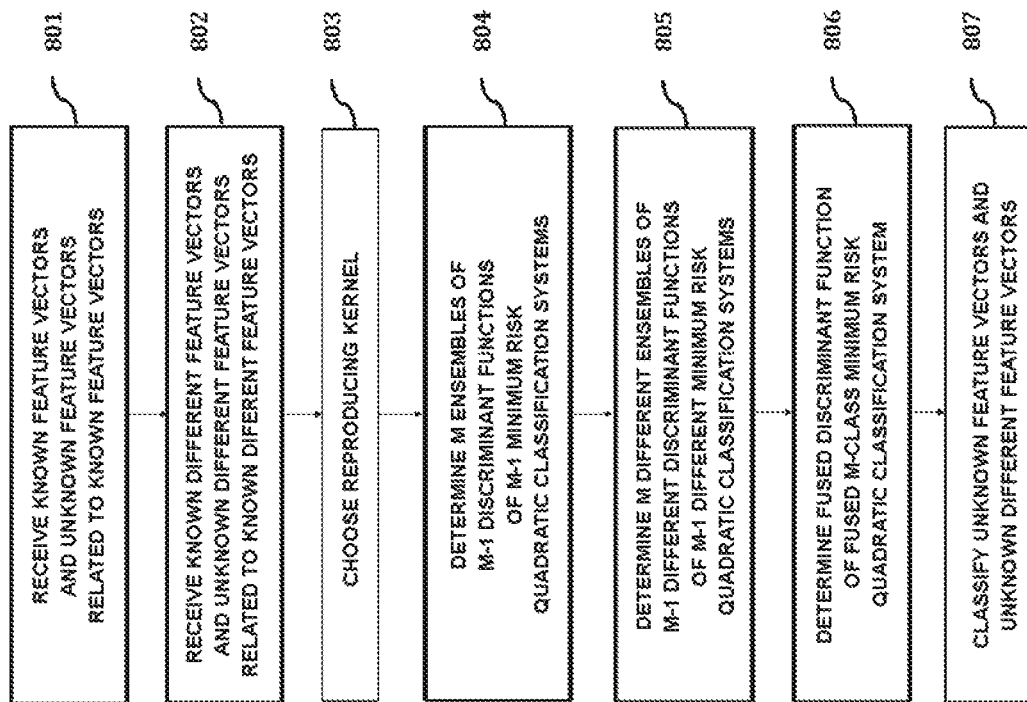 RECEIVE KNOWN FEATURE VECTORS
AND UNKNOWN FEATURE VECTORS
RELATED TO KNOWN FEATURE VECTORS
801
RECEIVE KNOWN DIFFERENT FEATURE VECTORS
AND UNKNOWN DIFFERENT FEATURE VECTORS
RELATED TO KNOWN DIFERENT FEATURE VECTORS
802
CHOOSE REPRODUCING KERNEL
803
DETERMINE M ENSEMBLES OF
M-1 DISCRIMINANT FUNCTIONS
OF M-1 MINIMUM RISK
QUADRATIC CLASSIFICATION SYSTEMS
804
DETERMINE M DIFFERENT ENSEMBLES OF
M-1 DIFFERENT DISCRIMINANT FUNCTIONS
OF M-1 DIFFERENT MINIMUM RISK
QUADRATIC CLASSIFICATION SYSTEMS
805
DETERMINE FUSED DISCRIMINANT FUNCTION
OF FUSED M-CLASS MINIMUM RISK
QUADRATIC CLASSIFICATION SYSTEM
806
CLASSIFY UNKNOWN FEATURE VECTORS AND
UNKNOWN DIFFERENT FEATURE VECTORS
807